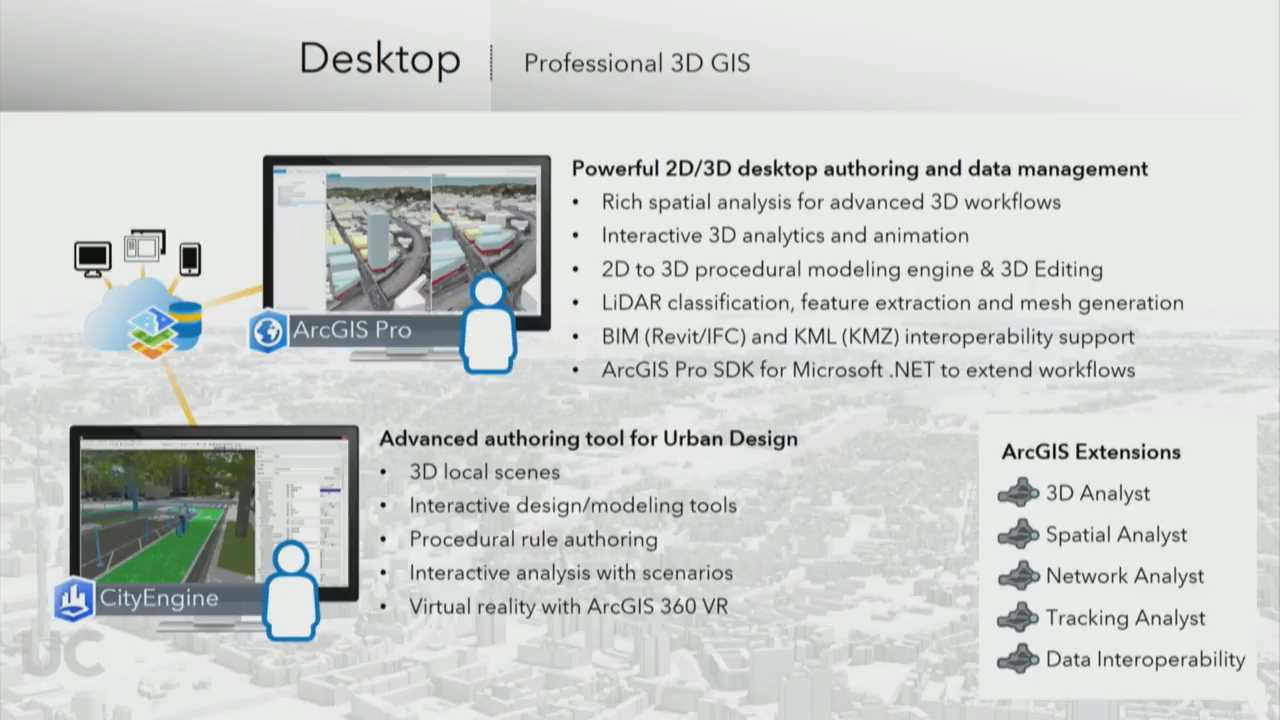 Desktop
Professional 3D GIS
Powerful 2D/3D desktop authoring and data management
• Rich spatial analysis for advanced 3D workflows
• Interactive 3D analytics and animation
• 2D to 3D procedural modeling engine & 3D Editing
• LiDAR classification, feature extraction and mesh generation
• BIM (Revit/IFC) and KML (KMZ) interoperability support
• ArcGIS Pro SDK for Microsoft .NET to extend workflows
ArcGIS Pro
Advanced authoring tool for Urban Design
• 3D local scenes
• Interactive design/modeling tools
• Procedural rule authoring
• Interactive analysis with scenarios
• Virtual reality with ArcGIS 360 VR
CityEngine
ArcGIS Extensions
3D Analyst
Spatial Analyst
Network Analyst
Tracking Analyst
Data Interoperability
UC